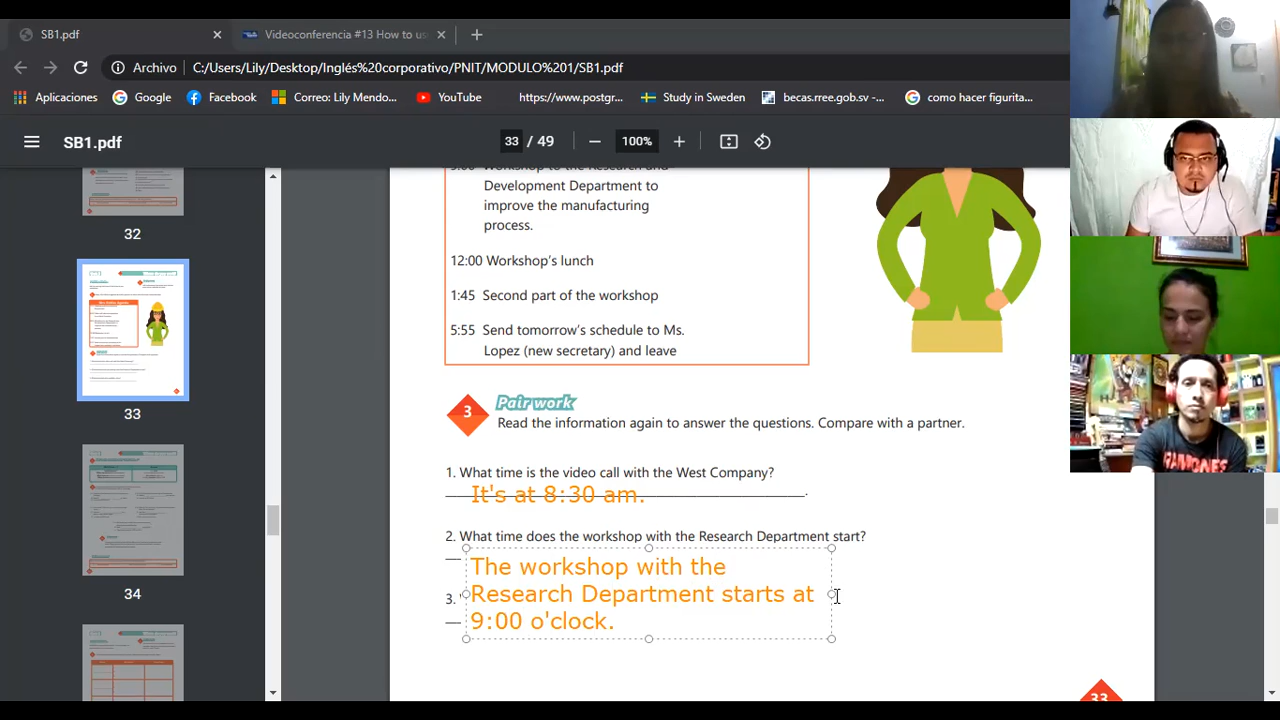 SB1.pdf
Videoconferencia #13 How to us
Archivo C:/Users/Lily/Desktop/Inglés%20corporativo/PNIT/MODULO%201/SB1.pdf
Aplicaciones Google Facebook Correo: Lily Mendo... YouTube https://www.postgr... Study in Sweden becas.rree.gob.sv -... como hacer figurita...
SB1.pdf 33 / 49 100%
32
33
34
Development Department to
improve the manufacturing
process.
12:00 Workshop's lunch
1:45 Second part of the workshop
5:55 Send tomorrow's schedule to Ms.
Lopez (new secretary) and leave
3 Pair work
Read the information again to answer the questions. Compare with a partner.
1. What time is the video call with the West Company?
It's at 8:30 am.
2. What time does the workshop with the Research Department start?
The workshop with the
Research Department starts at
3.
9:00 o'clock.
33
RAMONES